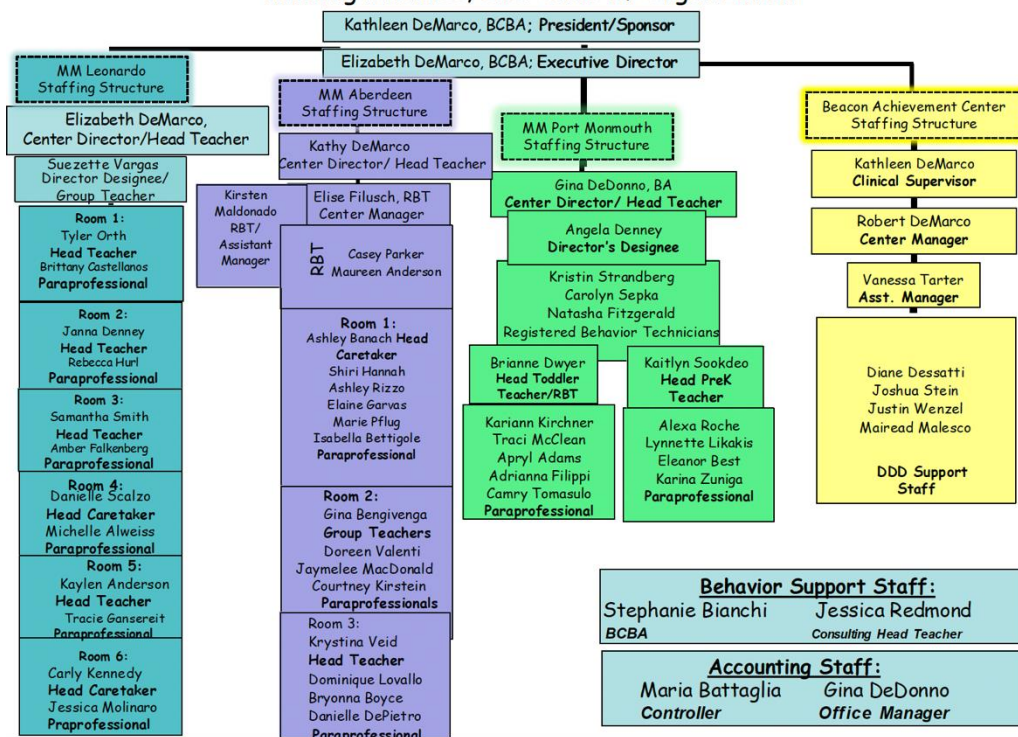 Kathleen DeMarco, BCBA; President/Sponsor
Elizabeth DeMarco, BCBA; Executive Director
MM Leonardo
Staffing Structure
Elizabeth DeMarco,
Center Director/Head Teacher
Suezette Vargas
Director Designee/
Group Teacher
Room 1:
Tyler Orth
Head Teacher
Brittany Castellanos
Paraprofessional
Room 2:
Janna Denney
Head Teacher
Rebecca Hurl
Paraprofessional
Room 3:
Samantha Smith
Head Teacher
Amber Falkenberg
Paraprofessional
Room 4:
Danielle Scalzo
Head Caretaker
Michelle Alweiss
Paraprofessional
Room 5:
Kaylen Anderson
Head Teacher
Tracie Gansereit
Paraprofessional
Room 6:
Carly Kennedy
Head Caretaker
Jessica Molinaro
Praprofessional
MM Aberdeen
Staffing Structure
Kathy DeMarco
Center Director/ Head Teacher
Kirsten
Maldonado
RBT/
Assistant
Manager
Elise Filusch, RBT
Center Manager
RBT
Casey Parker
Maureen Anderson
Room 1:
Ashley Banach Head
Caretaker
Shiri Hannah
Ashley Rizzo
Elaine Garvas
Marie Pflug
Isabella Bettigole
Paraprofessional
Room 2:
Gina Bengivenga
Group Teachers
Doreen Valenti
Jaymelee MacDonald
Courtney Kirstein
Paraprofessionals
Room 3:
Krystina Veid
Head Teacher
Dominique Lovallo
Bryonna Boyce
Danielle DePietro
Paraprofessional
MM Port Monmouth
Staffing Structure
Gina DeDonno, BA
Center Director/ Head Teacher
Angela Denney
Director's Designee
Kristin Strandberg
Carolyn Sepka
Natasha Fitzgerald
Registered Behavior Technicians
Brianne Dwyer
Head Toddler
Teacher/RBT
Kariann Kirchner
Traci McClean
Apryl Adams
Adrianna Filippi
Camry Tomasulo
Paraprofessional
Kaitlyn Sookdeo
Head PreK
Teacher
Alexa Roche
Lynnette Likakis
Eleanor Best
Karina Zuniga
Paraprofessional
Beacon Achievement Center
Staffing Structure
Kathleen DeMarco
Clinical Supervisor
Robert DeMarco
Center Manager
Vanessa Tarter
Asst. Manager
Diane Dessatti
Joshua Stein
Justin Wenzel
Mairead Malesco
DDD Support
Staff
Behavior Support Staff:
Stephanie Bianchi Jessica Redmond
BCBA Consulting Head Teacher
Accounting Staff:
Maria Battaglia Gina DeDonno
Controller Office Manager